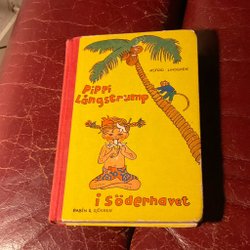 ASTRID LINDGREN
PiPPi
Långstrump
i Söderhavet
RABÉN & SJÖGREN